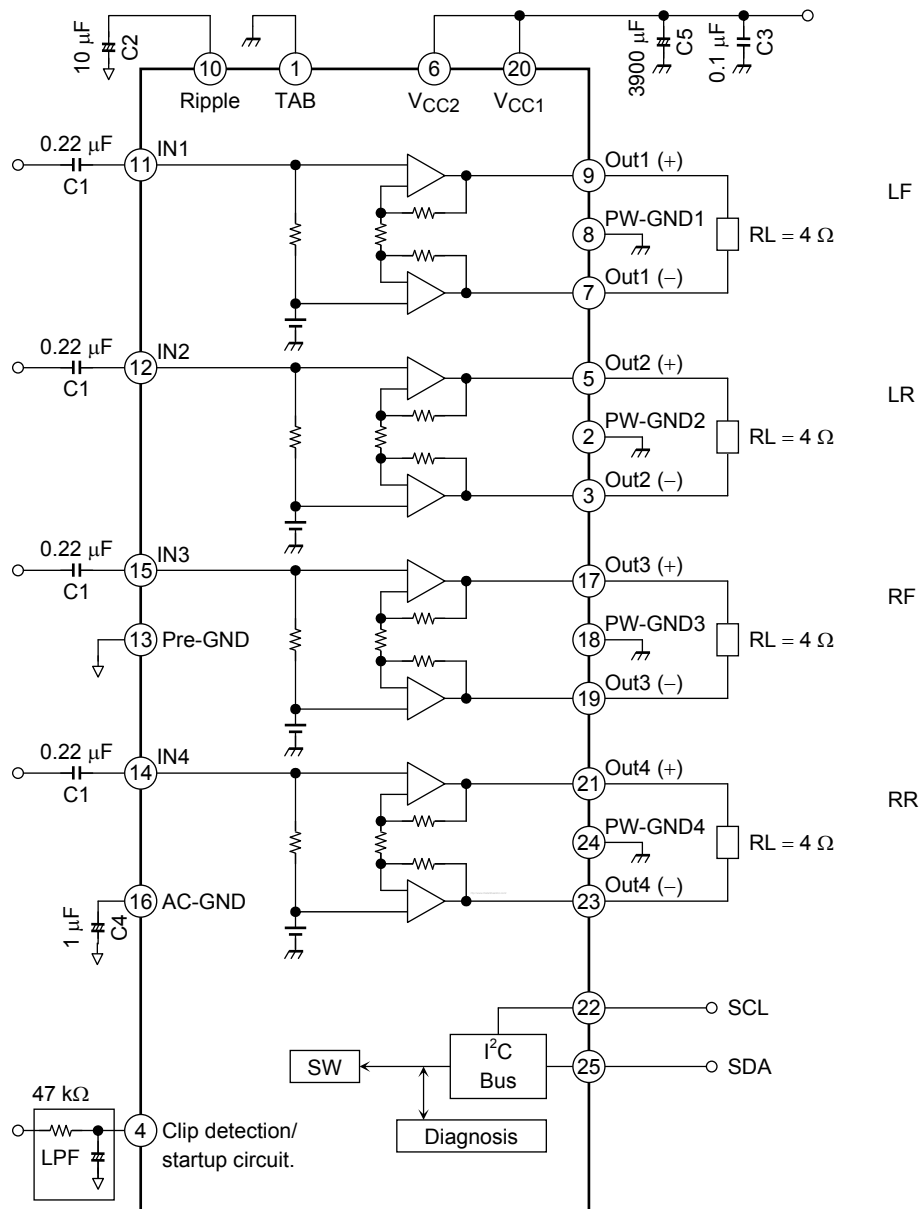 10 µF
C2
3900 µF
C5
0.1 µF
C3
10
1
6
20
Ripple
TAB
VCC2
VCC1
0.22 µF
C1
11
IN1
9
Out1 (+)
8
PW-GND1
7
Out1 (−)
RL = 4 Ω
LF
0.22 µF
C1
12
IN2
5
Out2 (+)
2
PW-GND2
3
Out2 (−)
RL = 4 Ω
LR
0.22 µF
C1
15
IN3
13
Pre-GND
17
Out3 (+)
18
PW-GND3
19
Out3 (−)
RL = 4 Ω
RF
0.22 µF
C1
14
IN4
21
Out4 (+)
24
PW-GND4
23
Out4 (−)
RL = 4 Ω
RR
16
AC-GND
1 µF
C4
22
SCL
I²C
Bus
25
SDA
SW
Diagnosis
47 kΩ
LPF
4
Clip detection/
startup circuit.